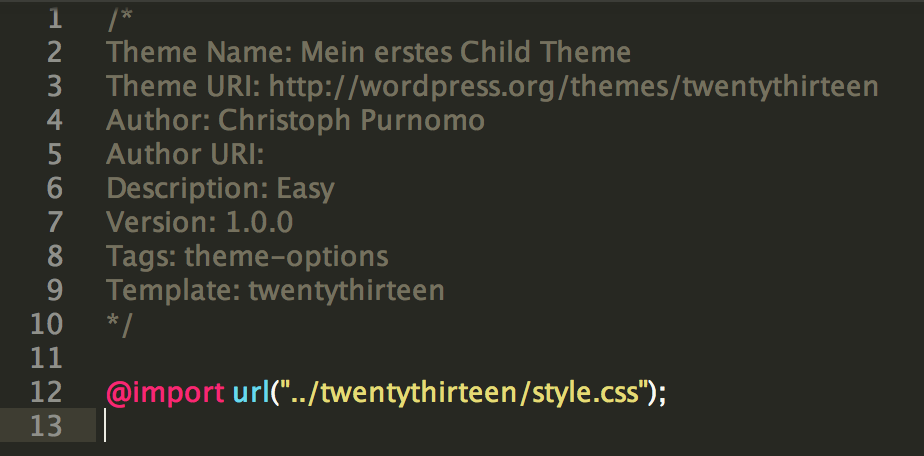 1 /*
2 Theme Name: Mein erstes Child Theme
3 Theme URI: http://wordpress.org/themes/twentythirteen
4 Author: Christoph Purnomo
5 Author URI:
6 Description: Easy
7 Version: 1.0.0
8 Tags: theme-options
9 Template: twentythirteen
10 */
11
12 @import url("../twentythirteen/style.css");
13